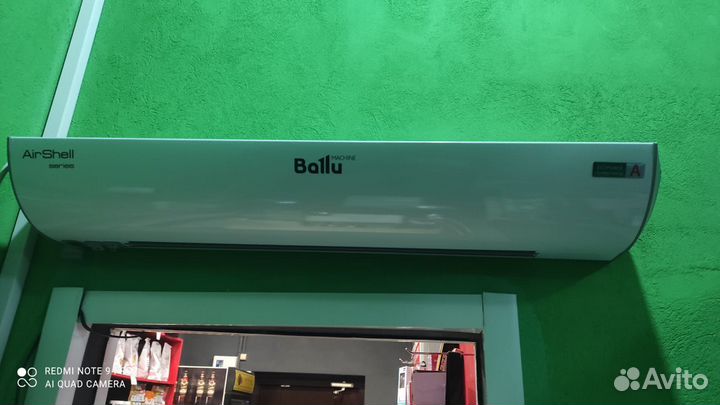 AirShell
series
MACHINE
Ballu
A
REDMI NOTE 9
AI QUAD CAMERA
Avito